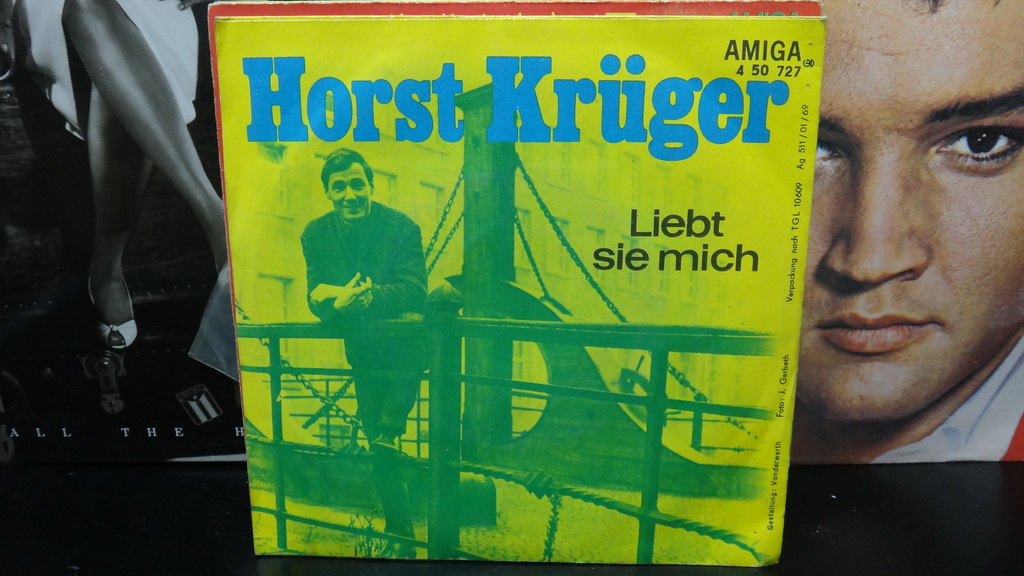 AMIGA
4 50 727
Horst Krüger
Liebt
sie mich
Verpackung nach TGL 10609 Ag 511/01/69
Foto: J. Gerbeth
Gestaltung: Vonderwerth
ALL THE H